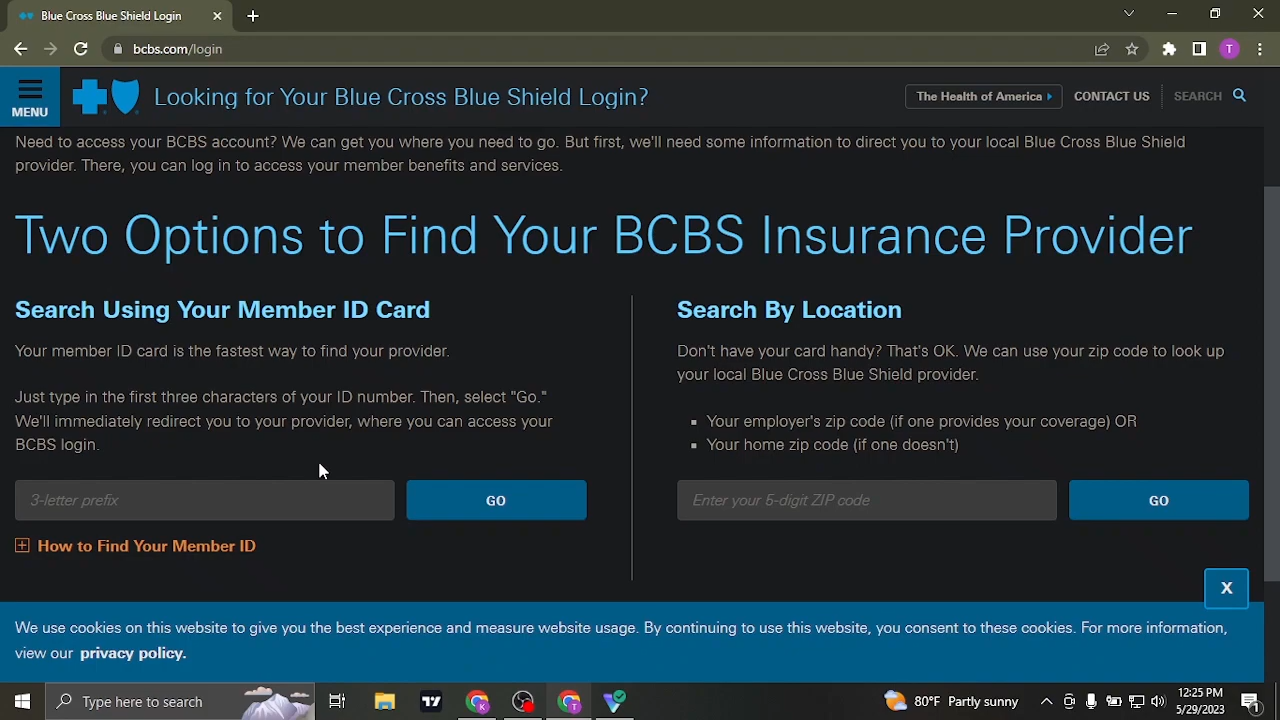 Blue Cross Blue Shield Login
bcbs.com/login
T
MENU
Looking for Your Blue Cross Blue Shield Login?
The Health of America
CONTACT US
SEARCH
Need to access your BCBS account? We can get you where you need to go. But first, we'll need some information to direct you to your local Blue Cross Blue Shield
provider. There, you can log in to access your member benefits and services.
Two Options to Find Your BCBS Insurance Provider
Search Using Your Member ID Card
Your member ID card is the fastest way to find your provider.
Just type in the first three characters of your ID number. Then, select "Go."
We'll immediately redirect you to your provider, where you can access your
BCBS login.
3-letter prefix
GO
How to Find Your Member ID
Search By Location
Don't have your card handy? That's OK. We can use your zip code to look up
your local Blue Cross Blue Shield provider.
Your employer's zip code (if one provides your coverage) OR
Your home zip code (if one doesn't)
Enter your 5-digit ZIP code
GO
X
We use cookies on this website to give you the best experience and measure website usage. By continuing to use this website, you consent to these cookies. For more information,
view our privacy policy.
Type here to search
K
T
80°F Partly sunny
12:25 PM
5/29/2023
1